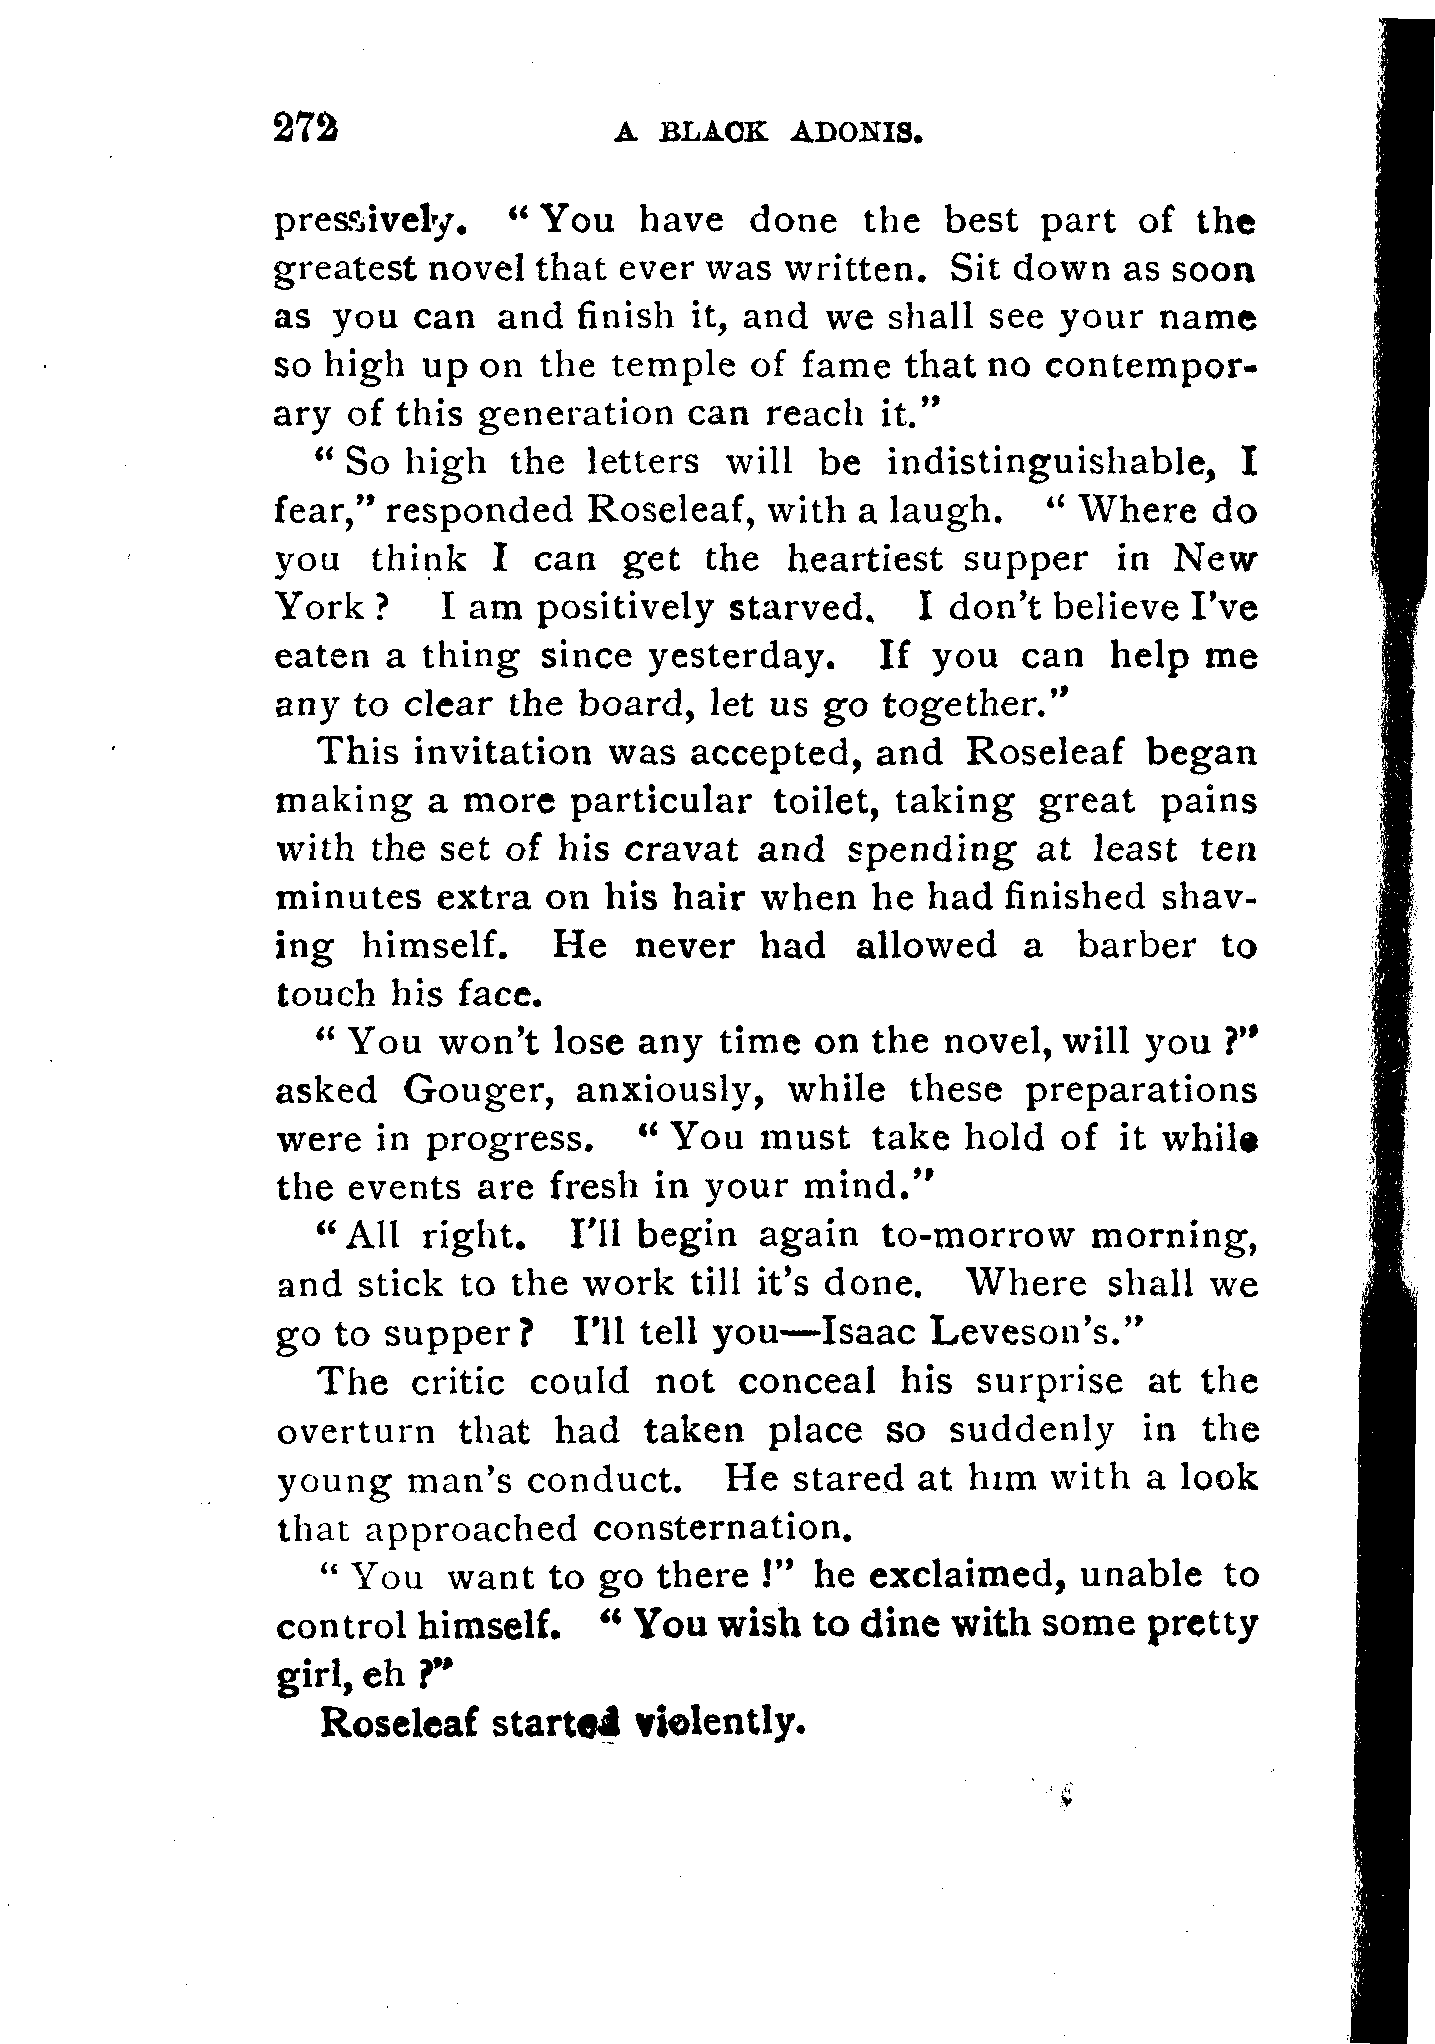 272 A BLACK ADONIS.
pressively. “ You have done the best part of the
greatest novel that ever was written. Sit down as soon
as you can and finish it, and we shall see your name
so high up on the temple of fame that no contempor-
ary of this generation can reach it.”
“ So high the letters will be indistinguishable, I
fear,” responded Roseleaf, with a laugh. “ Where do
you think I can get the heartiest supper in New
York ? I am positively starved. I don’t believe I’ve
eaten a thing since yesterday. If you can help me
any to clear the board, let us go together.”
This invitation was accepted, and Roseleaf began
making a more particular toilet, taking great pains
with the set of his cravat and spending at least ten
minutes extra on his hair when he had finished shav-
ing himself. He never had allowed a barber to
touch his face.
“ You won’t lose any time on the novel, will you ?”
asked Gouger, anxiously, while these preparations
were in progress. “ You must take hold of it while
the events are fresh in your mind.”
“ All right. I’ll begin again to-morrow morning,
and stick to the work till it’s done. Where shall we
go to supper ? I’ll tell you—Isaac Leveson’s.”
The critic could not conceal his surprise at the
overturn that had taken place so suddenly in the
young man’s conduct. He stared at him with a look
that approached consternation.
“ You want to go there !” he exclaimed, unable to
control himself. “ You wish to dine with some pretty
girl, eh ?”
Roseleaf started violently.